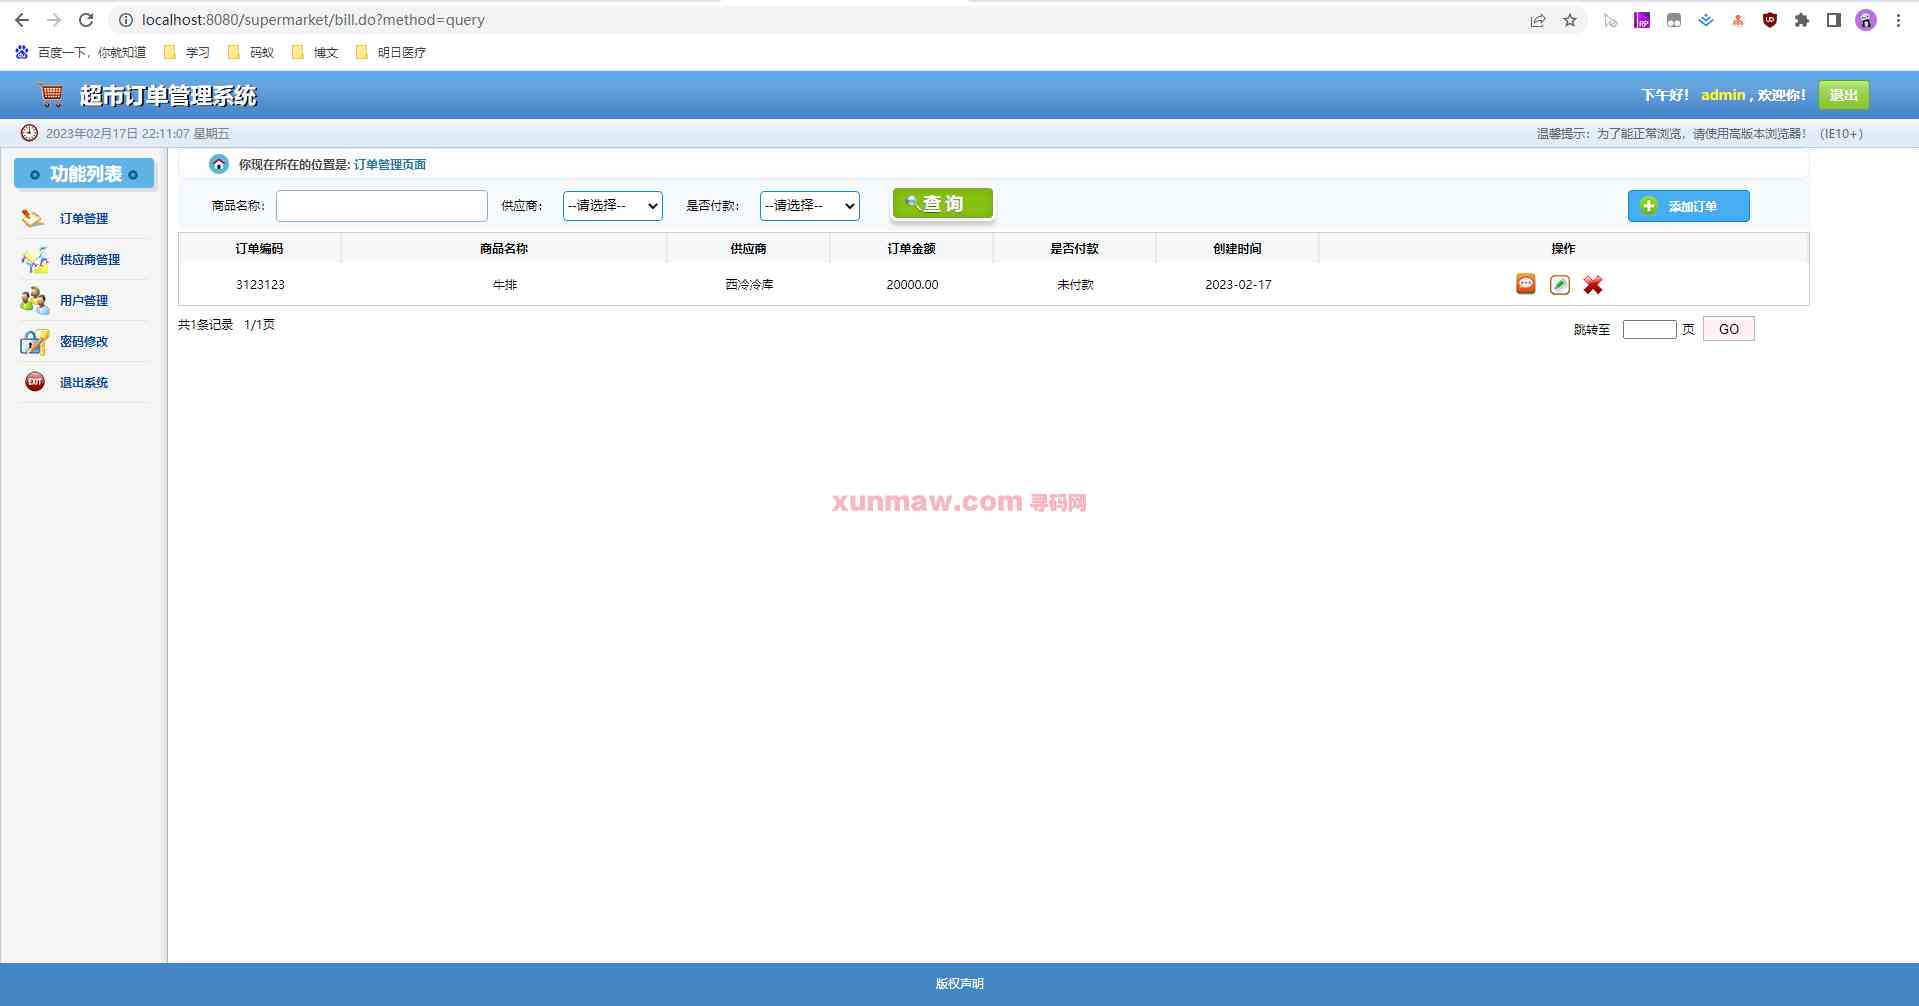 localhost:8080/supermarket/bill.do?method=query
百度一下，你就知道 学习 码蚁 博文 明日医疗
超市订单管理系统 下午好！ admin , 欢迎你！ 退出
2023年02月17日 22:11:07 星期五 温馨提示：为了能正常浏览，请使用高版本浏览器！（IE10+）
功能列表 你现在所在的位置是: 订单管理页面
商品名称： 供应商： --请选择-- 是否付款： --请选择-- 查 询 添加订单
订单管理
供应商管理
用户管理
密码修改
EXIT 退出系统
订单编码 商品名称 供应商 订单金额 是否付款 创建时间 操作
3123123 牛排 西冷冷库 20000.00 未付款 2023-02-17
共1条记录 1/1页 跳转至 页 GO
xunmaw.com 寻码网
版权声明